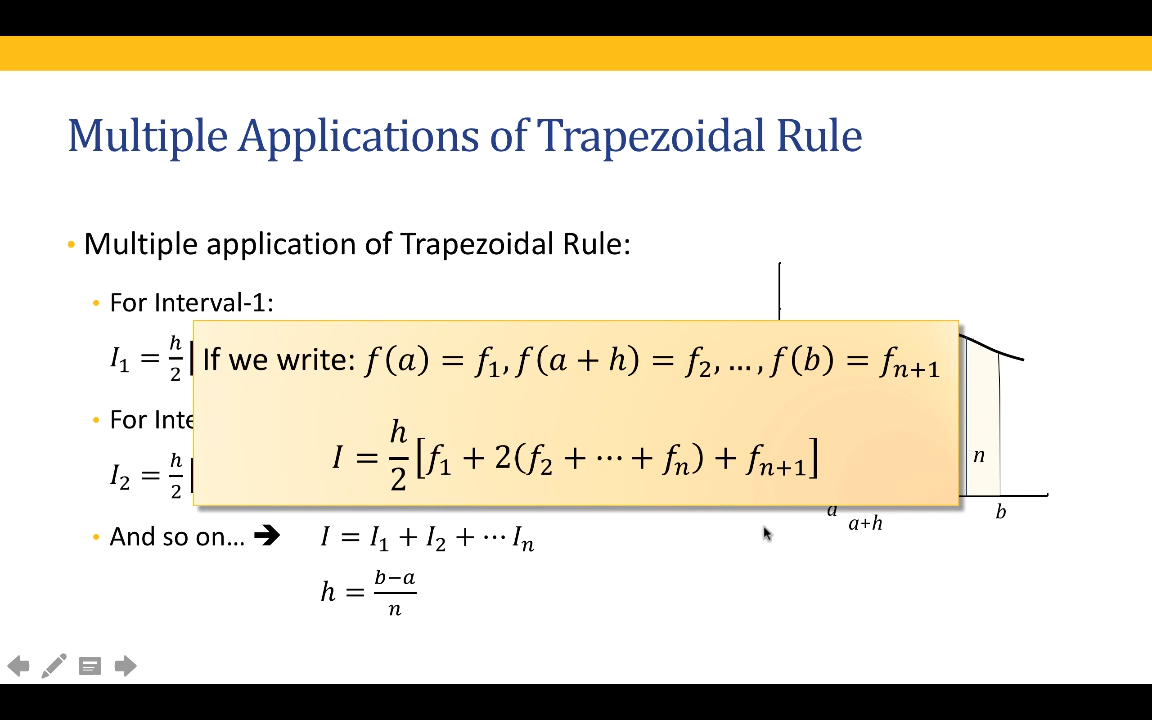 Multiple Applications of Trapezoidal Rule
• Multiple application of Trapezoidal Rule:
• For Interval-1:
I₁ = h/2 [
If we write: f(a) = f₁, f(a + h) = f₂, …, f(b) = fₙ₊₁
• For Inte
I = h/2 [f₁ + 2(f₂ + ⋯ + fₙ) + fₙ₊₁]
I₂ = h/2 [
n
a
a+h
b
• And so on… ➔ I = I₁ + I₂ + ⋯ Iₙ
h = b−a/n